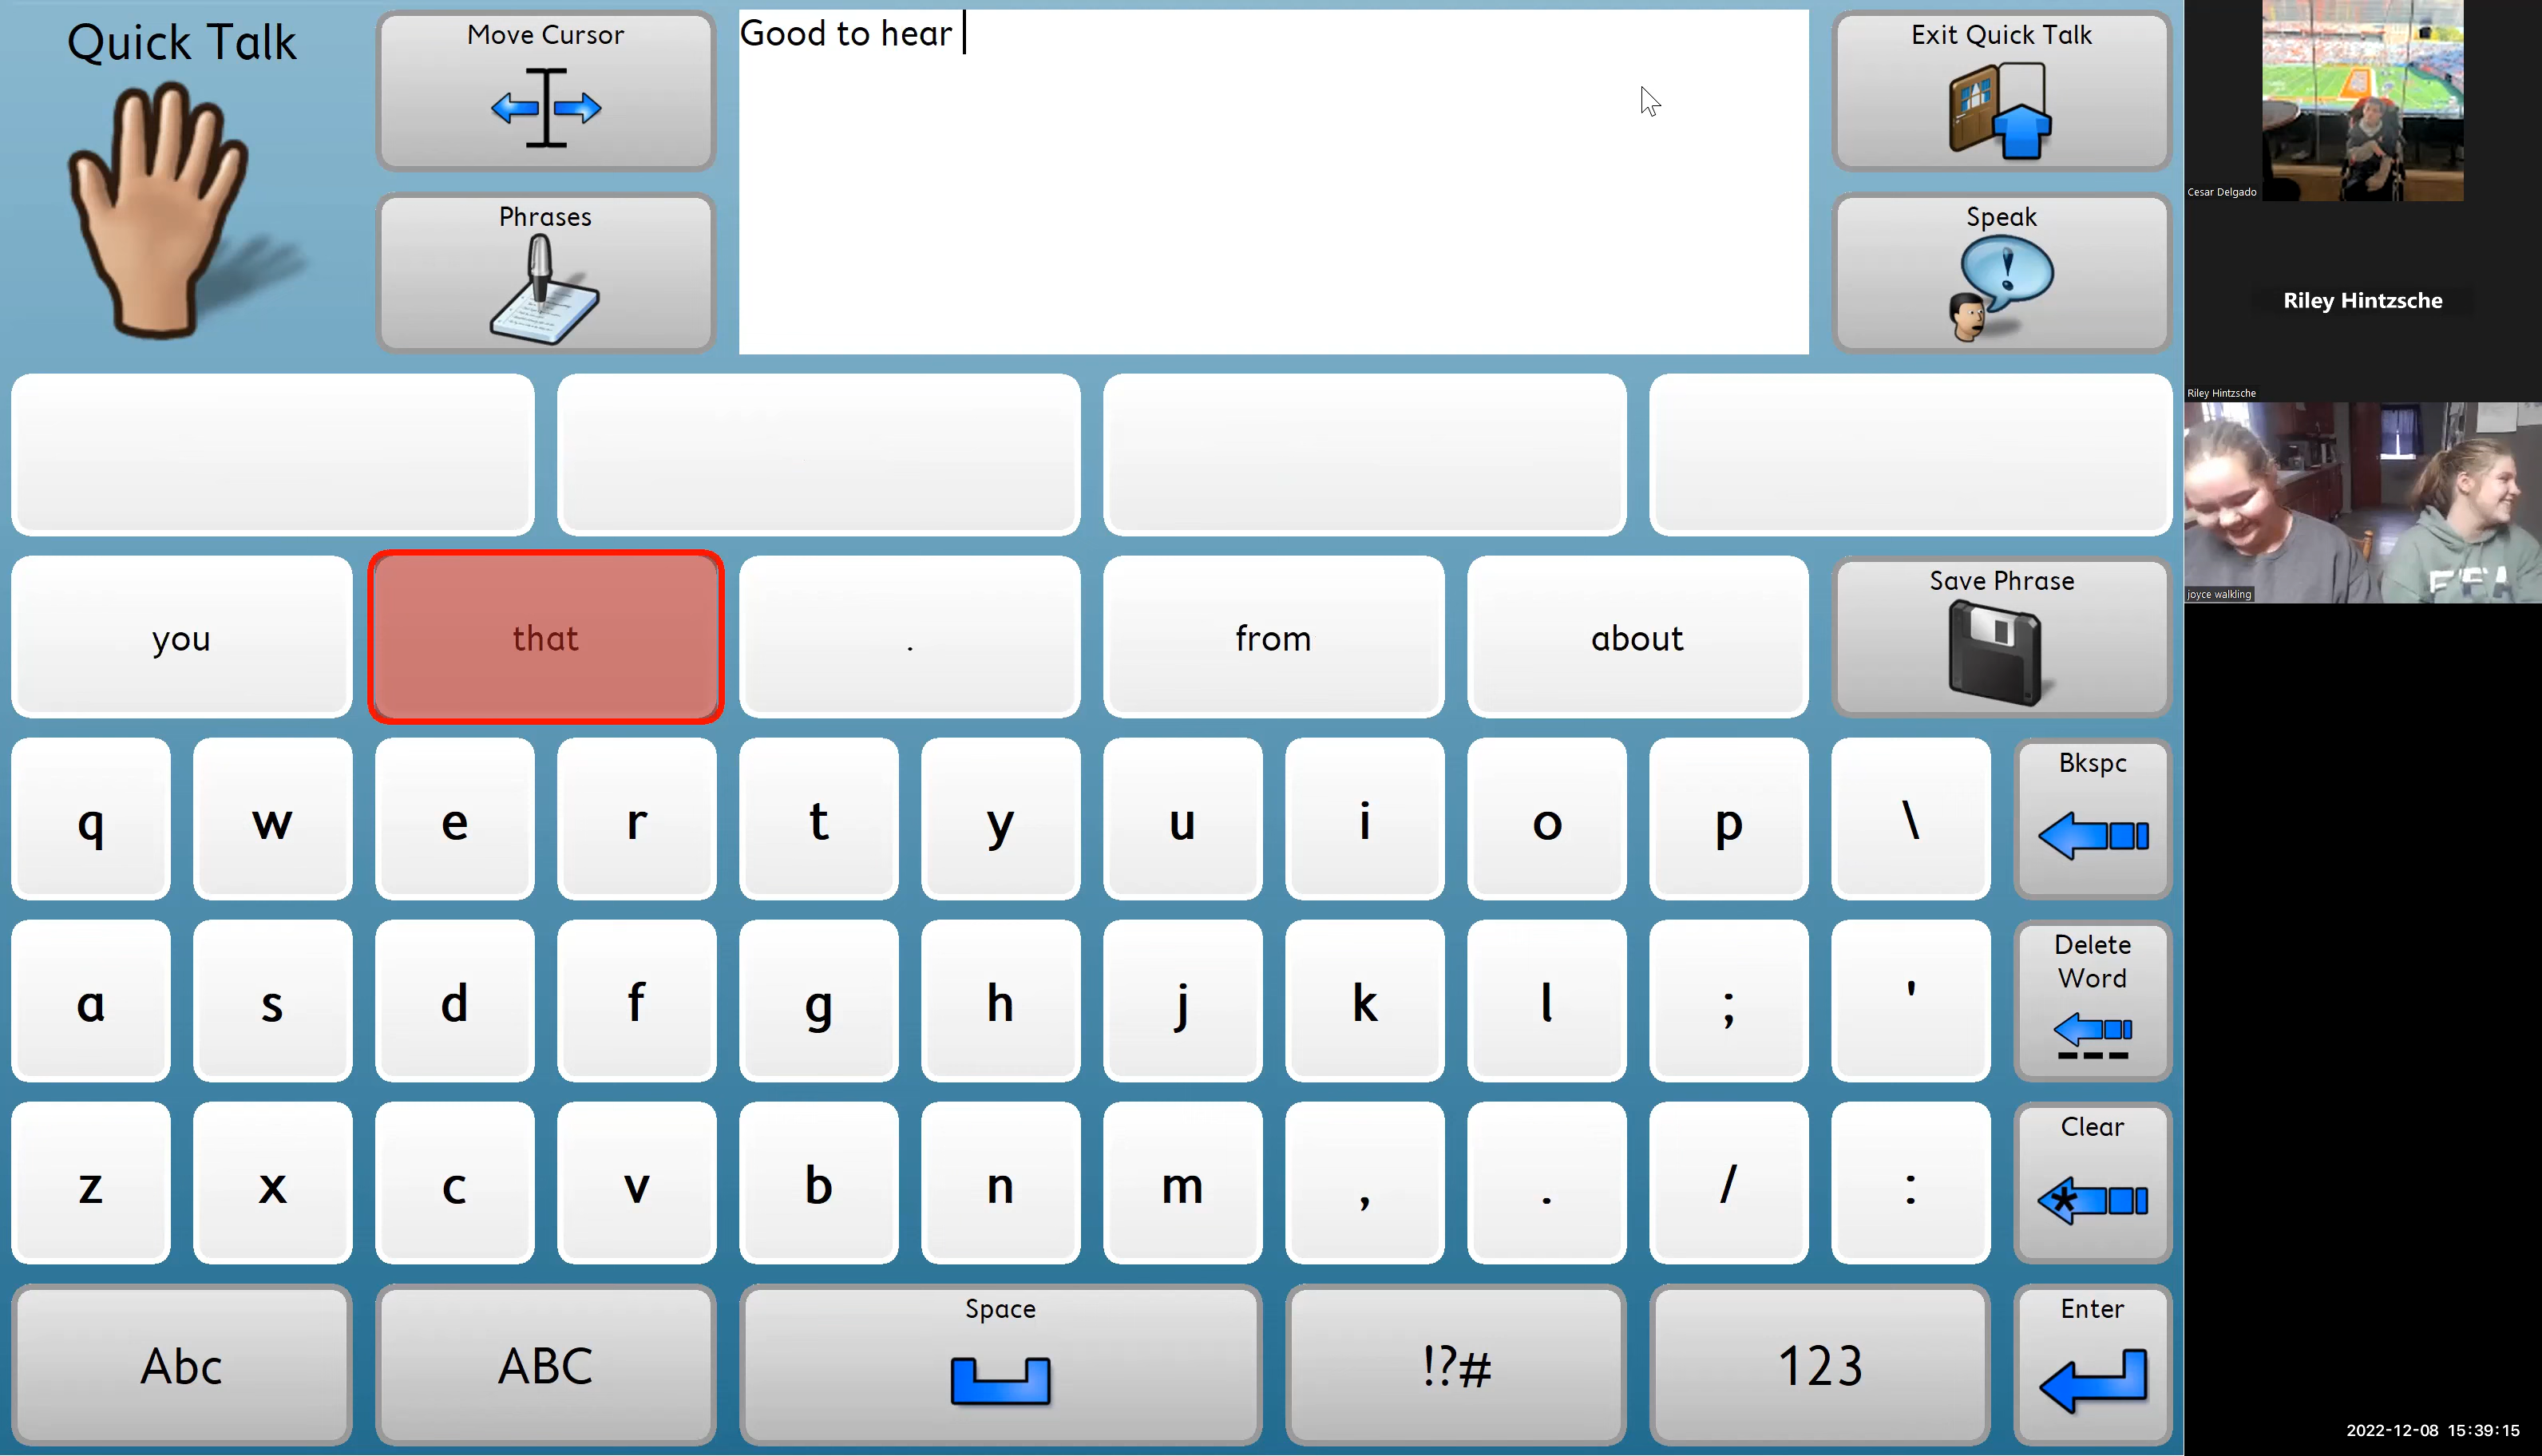 Quick Talk
Move Cursor
Good to hear
Exit Quick Talk
Phrases
Speak
Cesar Delgado
Riley Hintzsche
Riley Hintzsche
joyce walkling
you
that
.
from
about
Save Phrase
q w e r t y u i o p \
Bkspc
a s d f g h j k l ; '
Delete
Word
z x c v b n m , . / :
Clear
Abc
ABC
Space
!?#
123
Enter
2022-12-08 15:39:15